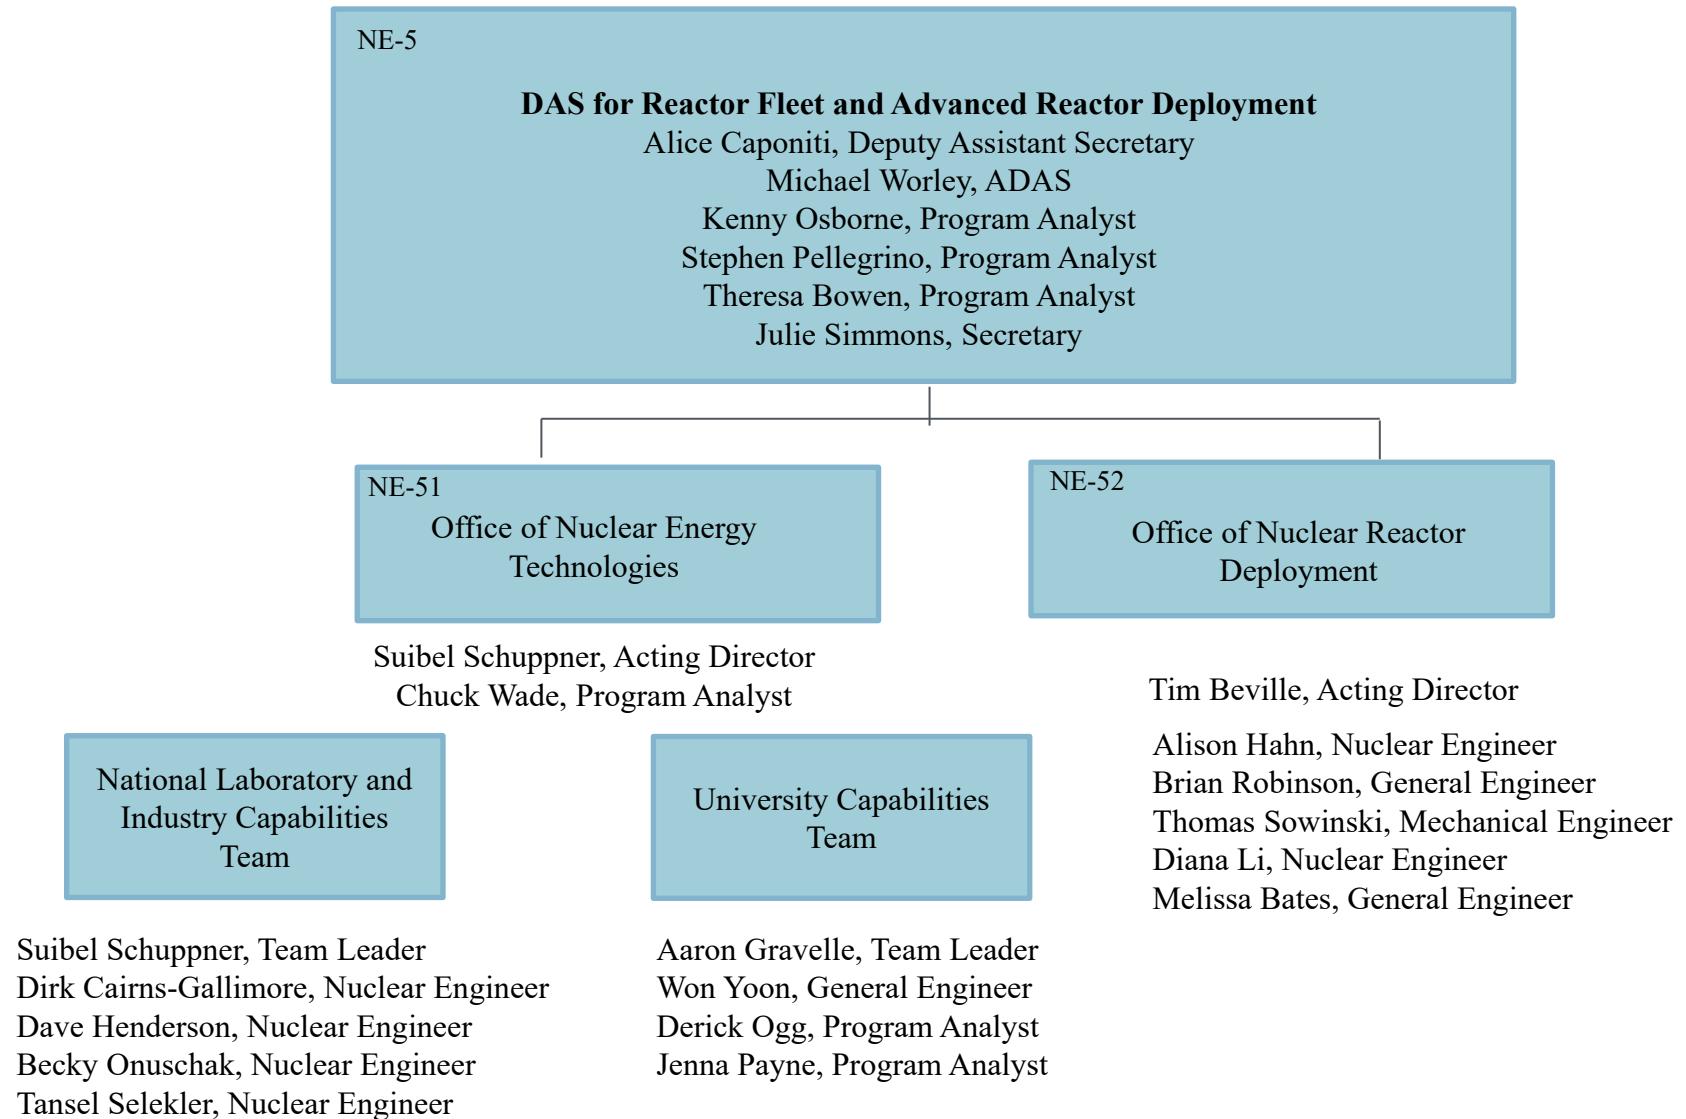 NE-5
DAS for Reactor Fleet and Advanced Reactor Deployment
Alice Caponiti, Deputy Assistant Secretary
Michael Worley, ADAS
Kenny Osborne, Program Analyst
Stephen Pellegrino, Program Analyst
Theresa Bowen, Program Analyst
Julie Simmons, Secretary
NE-51
Office of Nuclear Energy
Technologies
Suibel Schuppner, Acting Director
Chuck Wade, Program Analyst
National Laboratory and
Industry Capabilities
Team
Suibel Schuppner, Team Leader
Dirk Cairns-Gallimore, Nuclear Engineer
Dave Henderson, Nuclear Engineer
Becky Onuschak, Nuclear Engineer
Tansel Selekler, Nuclear Engineer
University Capabilities
Team
Aaron Gravelle, Team Leader
Won Yoon, General Engineer
Derick Ogg, Program Analyst
Jenna Payne, Program Analyst
NE-52
Office of Nuclear Reactor
Deployment
Tim Beville, Acting Director
Alison Hahn, Nuclear Engineer
Brian Robinson, General Engineer
Thomas Sowinski, Mechanical Engineer
Diana Li, Nuclear Engineer
Melissa Bates, General Engineer